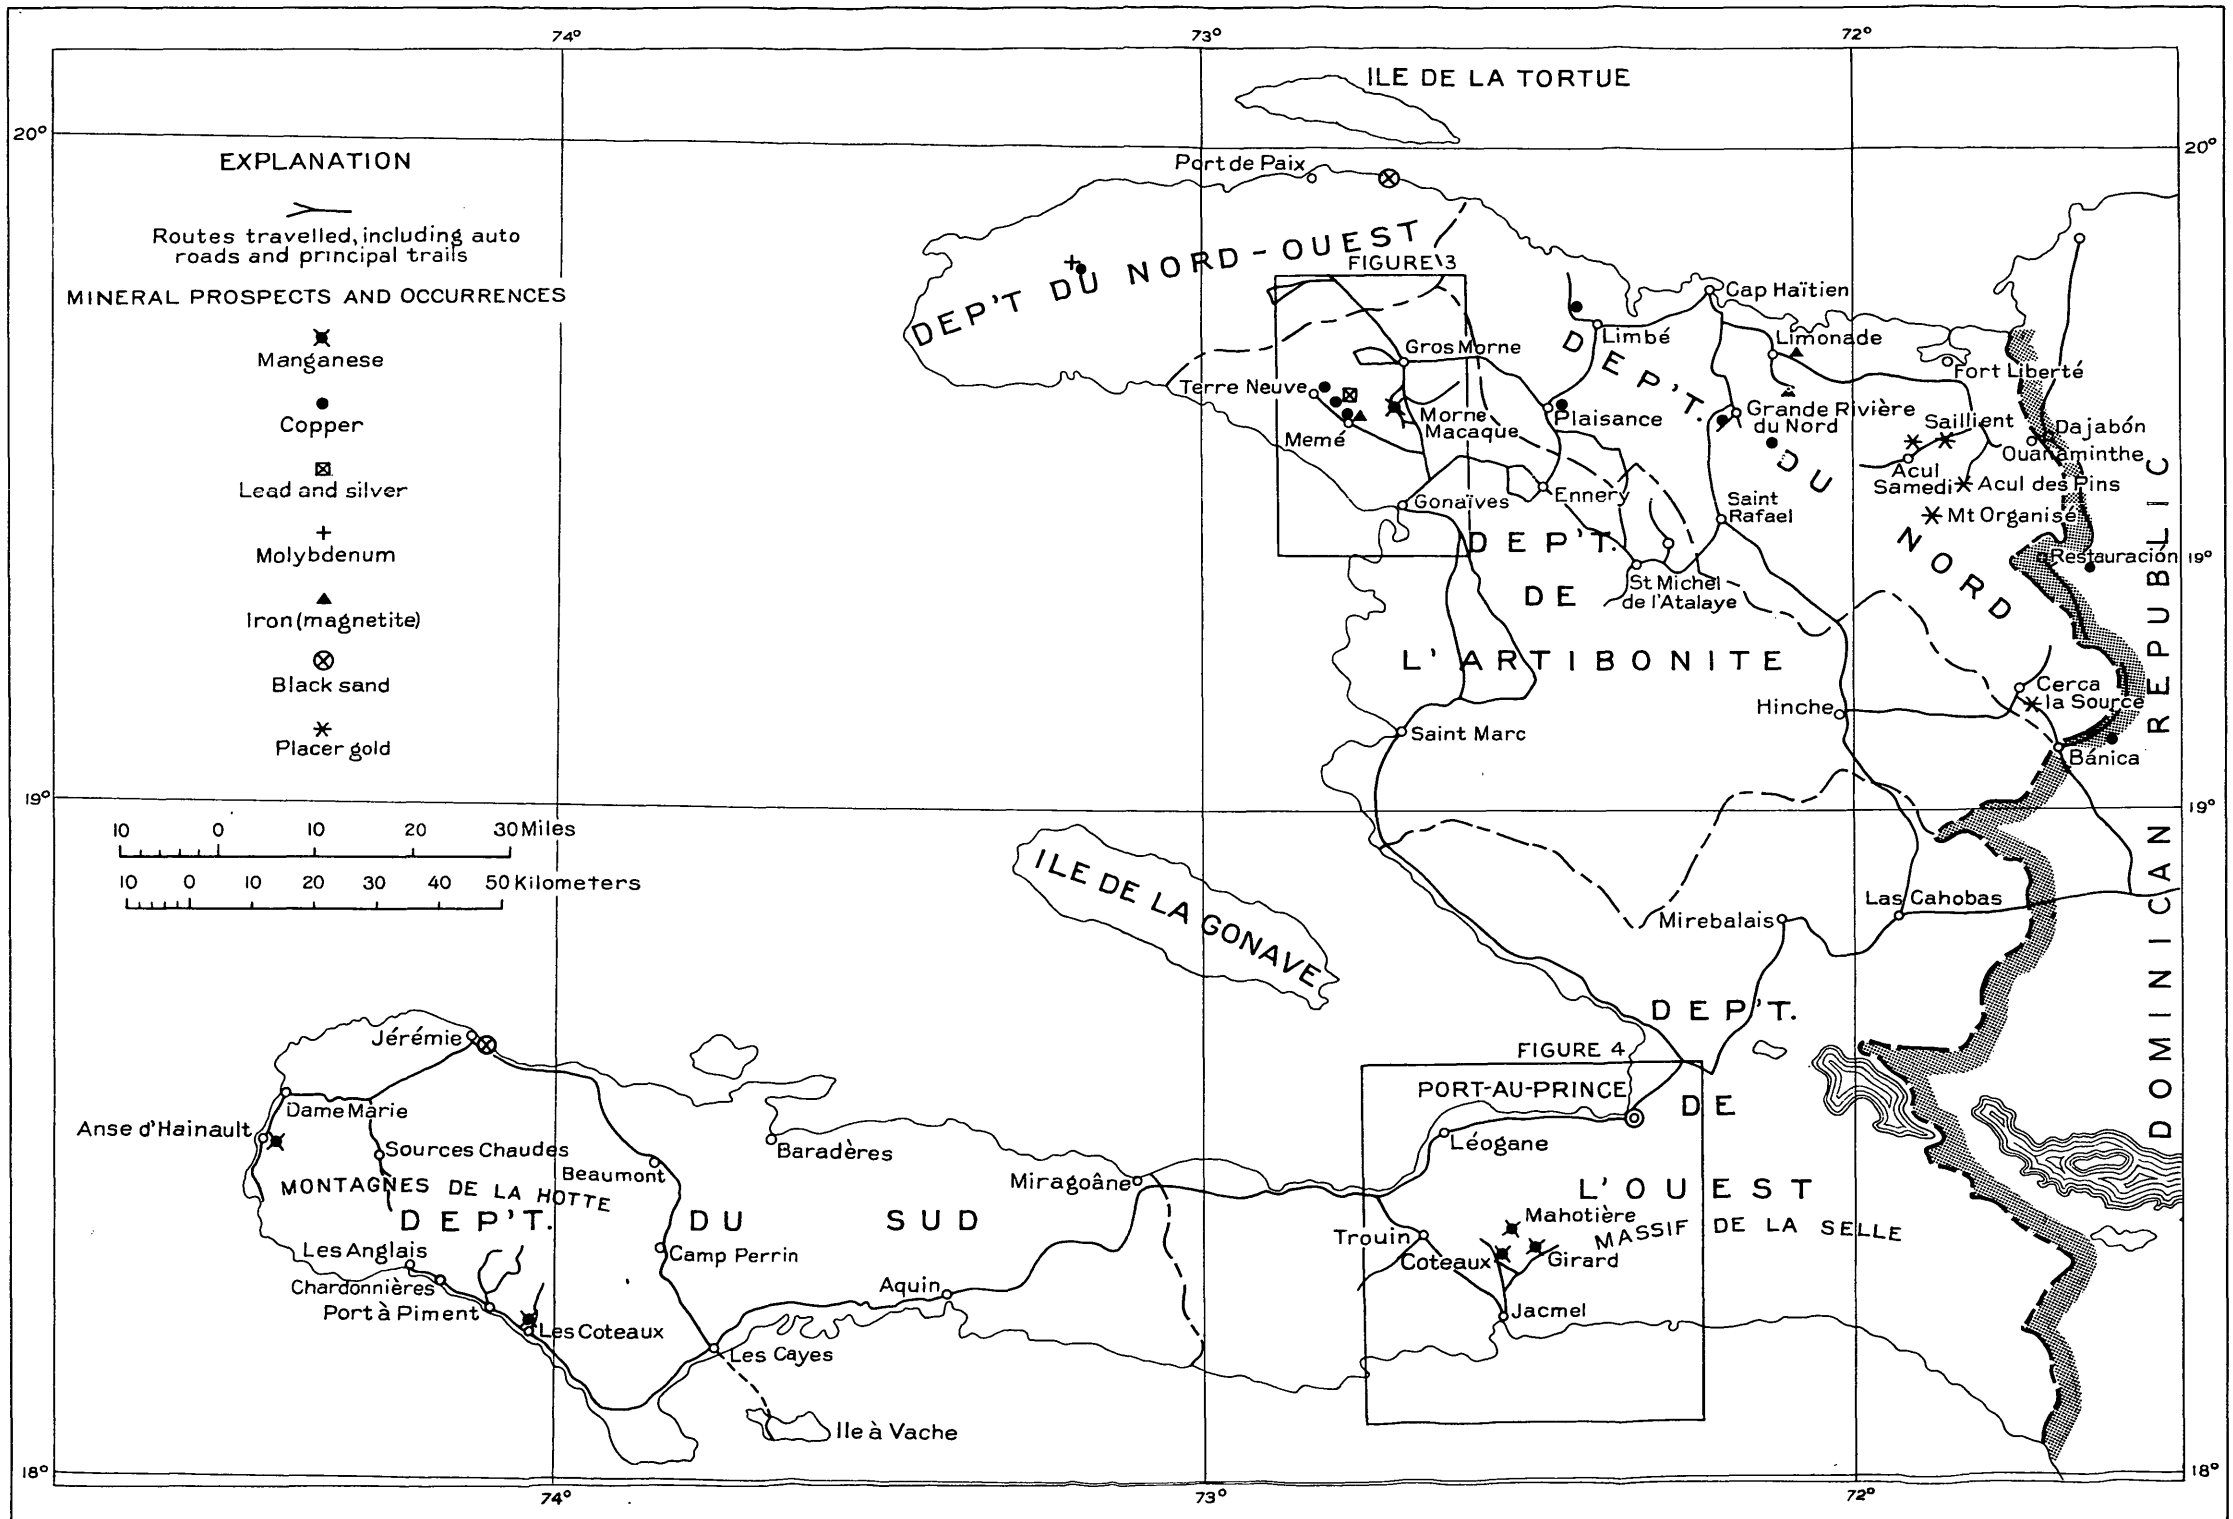 74°
73°
72°
ILE DE LA TORTUE
20°
20°
EXPLANATION
Routes travelled, including auto
roads and principal trails
MINERAL PROSPECTS AND OCCURRENCES
Manganese
Copper
Lead and silver
Molybdenum
Iron (magnetite)
Black sand
Placer gold
Port de Paix
DEP'T DU NORD-OUEST
FIGURE 3
Cap Haïtien
Limbé
Limonade
Gros Morne
Fort Liberté
Terre Neuve
DEP'T. DU NORD
Morne
Macaque
Plaisance
Grande Rivière
du Nord
Saillient
Dajabón
Memé
Ouanaminthe
Acul
Samedi
Acul des Pins
Gonaïves
Ennery
Saint
Rafael
Mt Organisé
DEP'T.
DE
L'ARTIBONITE
Restauración
19°
St Michel
de l'Atalaye
DOMINICAN REPUBLIC
Hinche
Cerca
la Source
Saint Marc
Bánica
19°
19°
10 0 10 20 30 Miles
10 0 10 20 30 40 50 Kilometers
ILE DE LA GONAVE
Las Cahobas
Mirebalais
DEP'T.
DE
L'OUEST
Jérémie
FIGURE 4
PORT-AU-PRINCE
Dame Marie
Anse d'Hainault
Sources Chaudes
Beaumont
Baradères
Léogane
Miragoâne
MONTAGNES DE LA HOTTE
DEP'T. DU SUD
Mahotière
MASSIF DE LA SELLE
Trouin
Les Anglais
Camp Perrin
Coteaux
Girard
Chardonnières
Aquin
Port à Piment
Jacmel
Les Coteaux
Les Cayes
Ile à Vache
18°
18°
74°
73°
72°